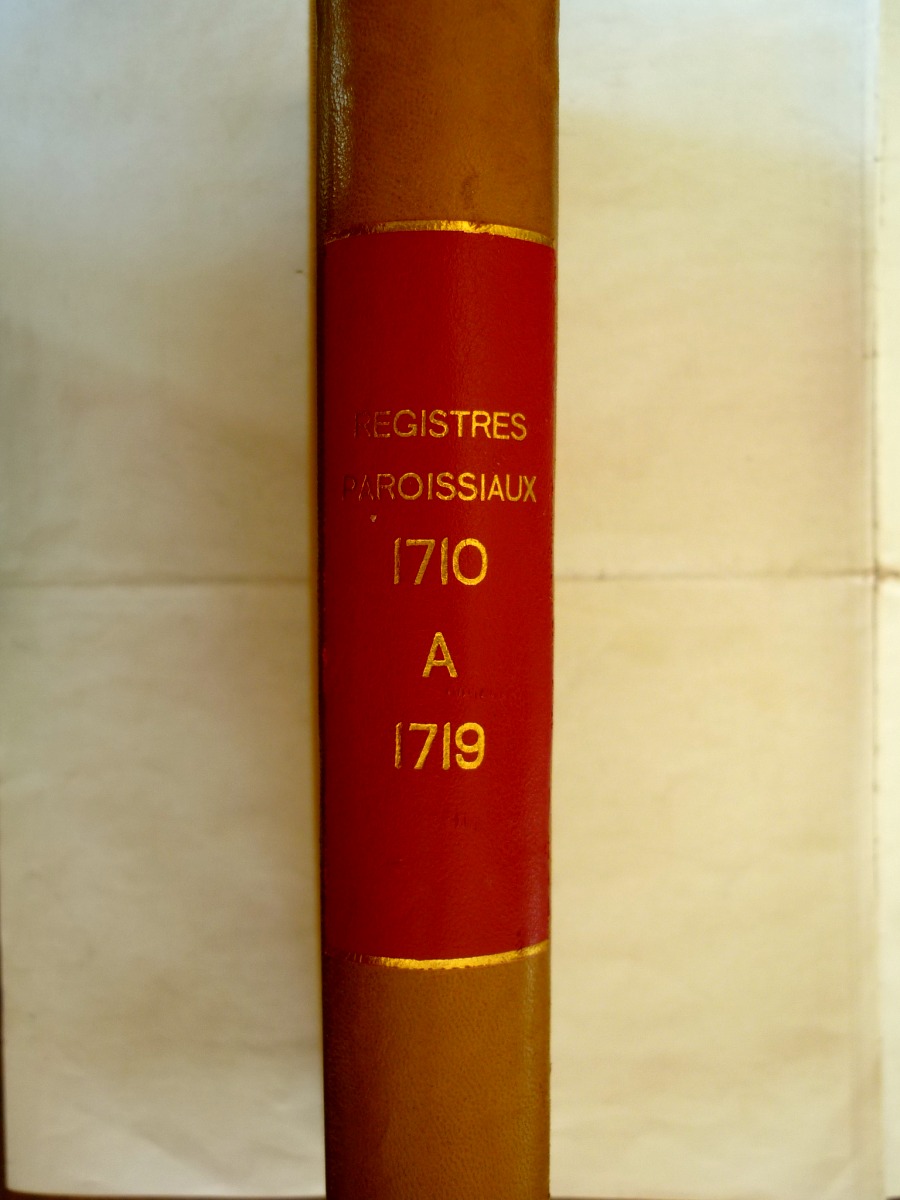 REGISTRES
PAROISSIAUX
1710
A
1719